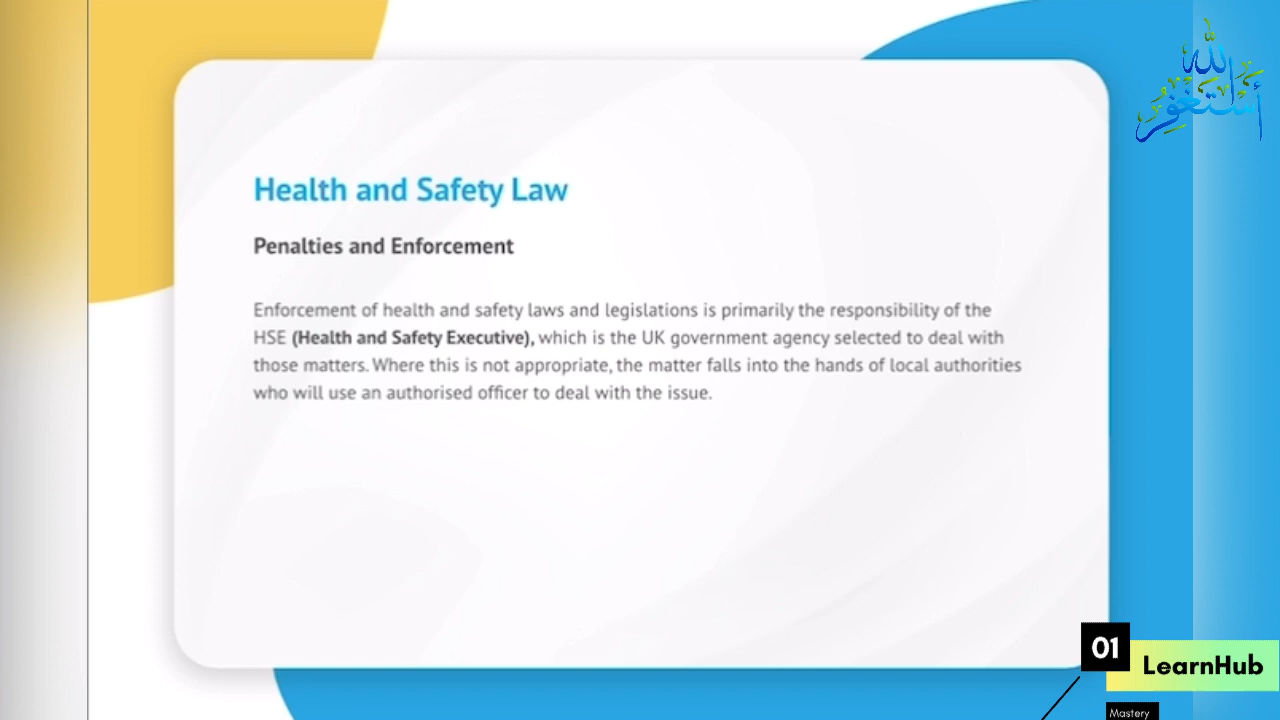 الله
أستغفر
Health and Safety Law
Penalties and Enforcement
Enforcement of health and safety laws and legislations is primarily the responsibility of the
HSE (Health and Safety Executive), which is the UK government agency selected to deal with
those matters. Where this is not appropriate, the matter falls into the hands of local authorities
who will use an authorised officer to deal with the issue.
01
LearnHub
Mastery